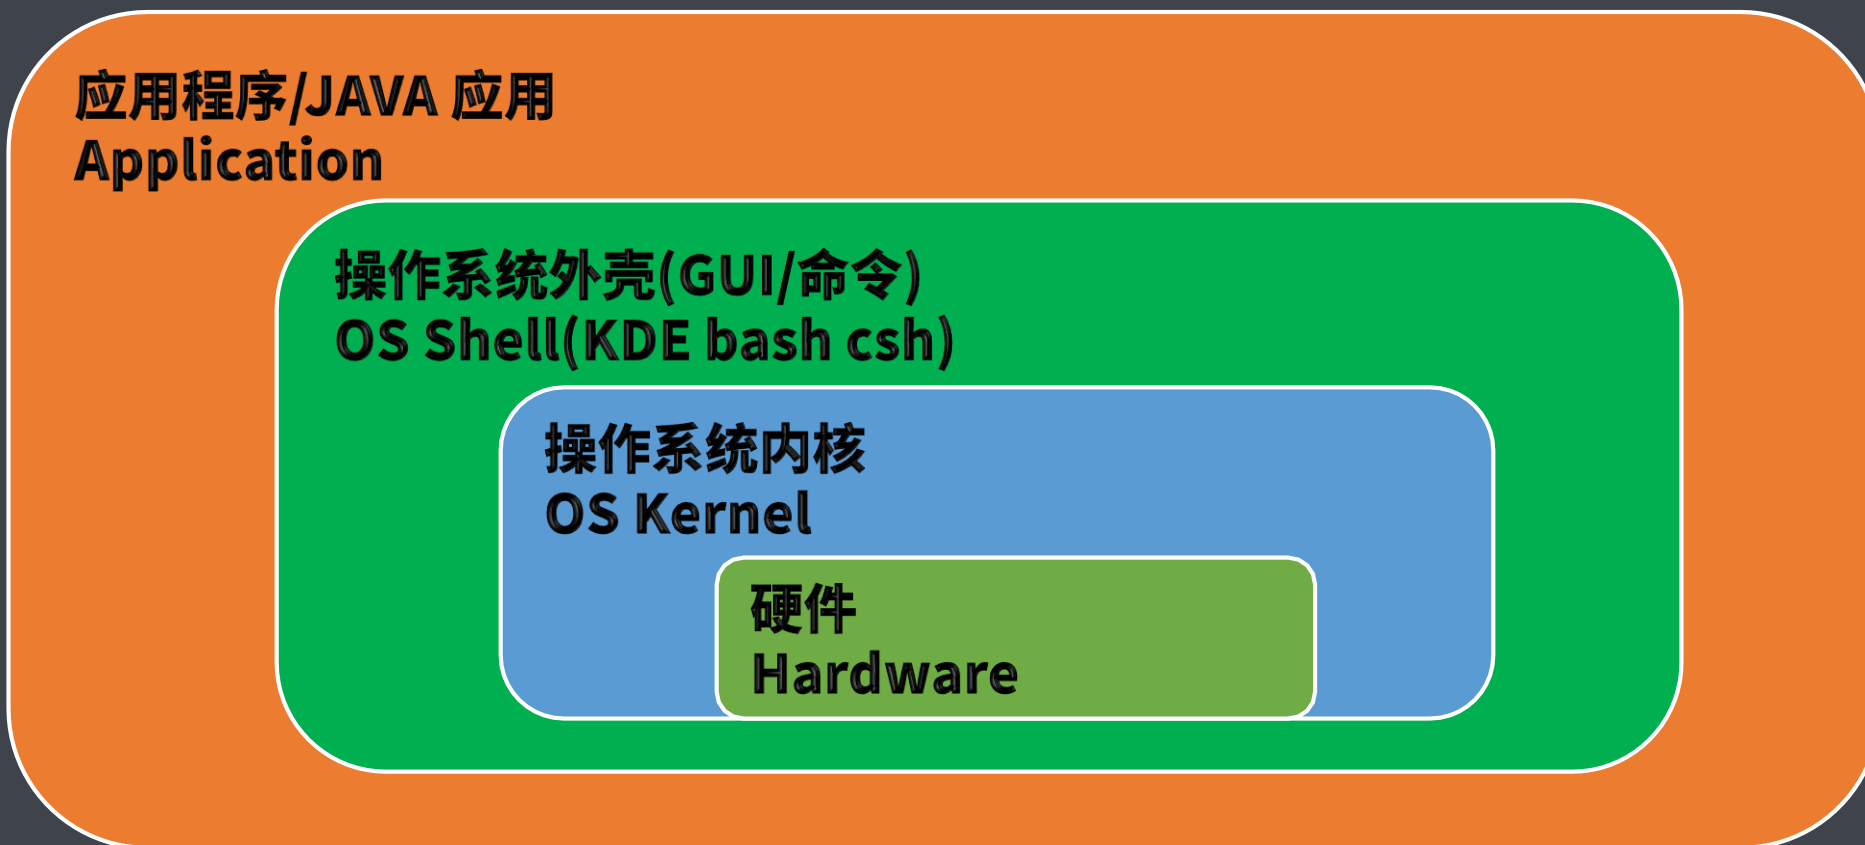 应用程序/JAVA 应用
Application
操作系统外壳(GUI/命令)
OS Shell(KDE bash csh)
操作系统内核
OS Kernel
硬件
Hardware